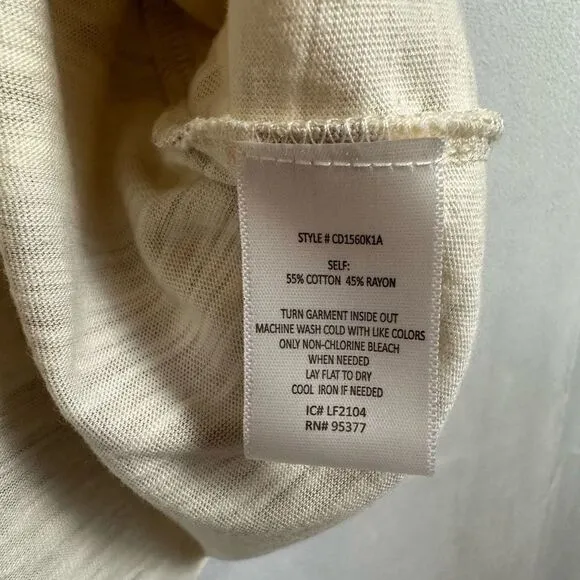 STYLE # CD1560K1A
SELF:
55% COTTON 45% RAYON
TURN GARMENT INSIDE OUT
MACHINE WASH COLD WITH LIKE COLORS
ONLY NON-CHLORINE BLEACH
WHEN NEEDED
LAY FLAT TO DRY
COOL IRON IF NEEDED
IC# LF2104
RN# 95377